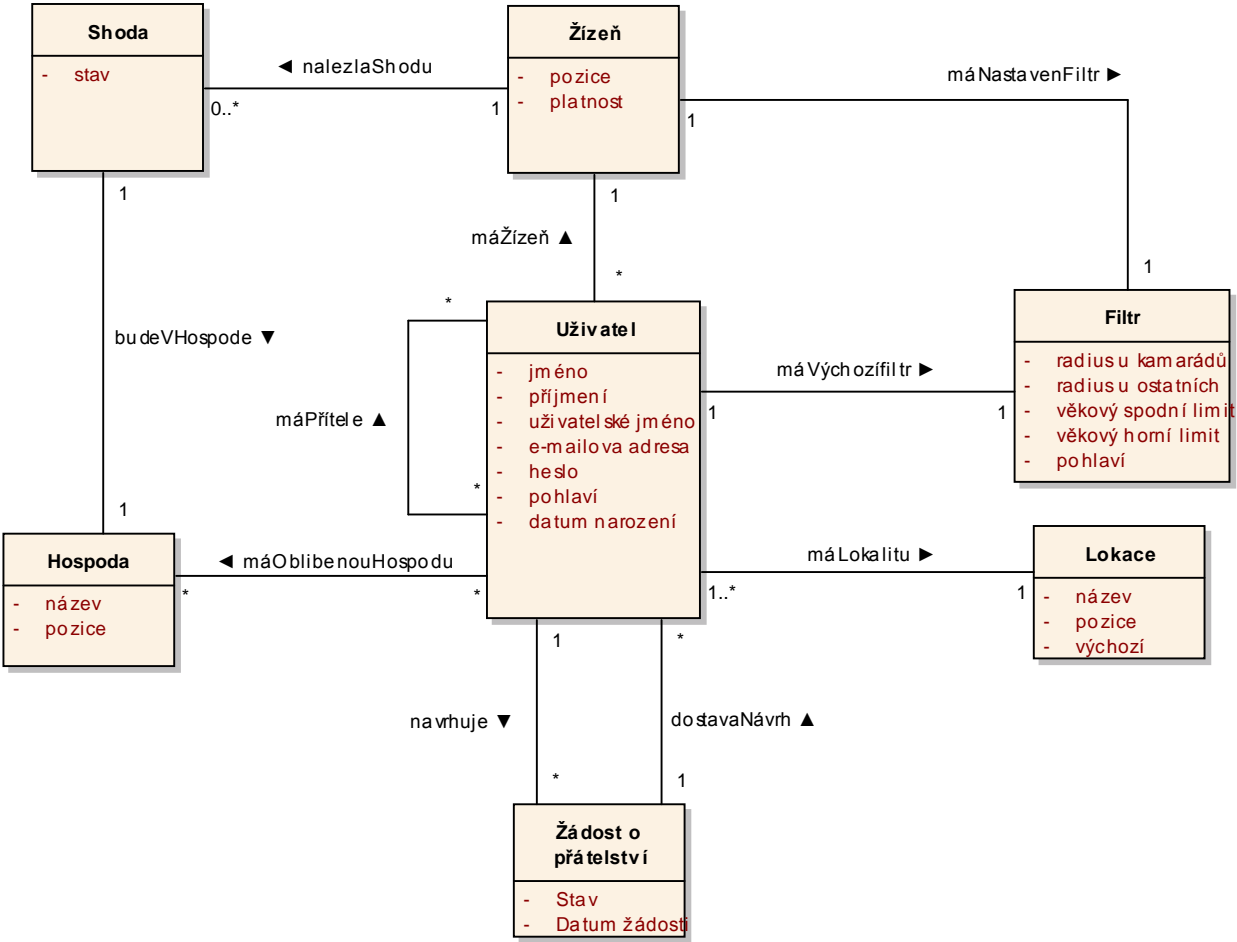 Shoda
- stav
Žízeň
- pozice
- platnost
◄ nalezlaShodu
0..*
1
máNastavenFiltr ►
1
1
máŽízeň ▲
1
*
1
budeVHospode ▼
1
Uživatel
- jméno
- příjmení
- uživatelské jméno
- e-mailova adresa
- heslo
- pohlaví
- datum narození
*
máPřítele ▲
*
máVýchozífiltr ►
1
1
Filtr
- radius u kamarádů
- radius u ostatních
- věkový spodní limit
- věkový horní limit
- pohlaví
Hospoda
- název
- pozice
◄ máOblibenouHospodu
*
*
máLokalitu ►
1..*
1
Lokace
- název
- pozice
- výchozí
1
navrhuje ▼
*
*
dostavaNávrh ▲
1
Žádost o
přátelství
- Stav
- Datum žádosti